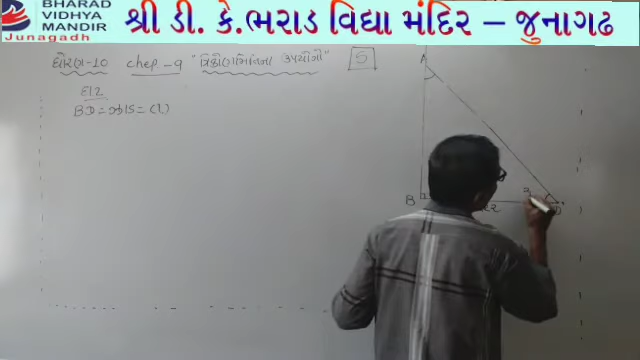 BHARAD
VIDHYA
MANDIR
Junagadh
શ્રી ડી. કે.ભરાડ વિદ્યા મંદિર – જુનાગઢ
ધોરણ-10 chep-9 "ત્રિકોણમિતિના ઉપયોગો" 5
દા2
BD = ઝાડ = (L)
A
B